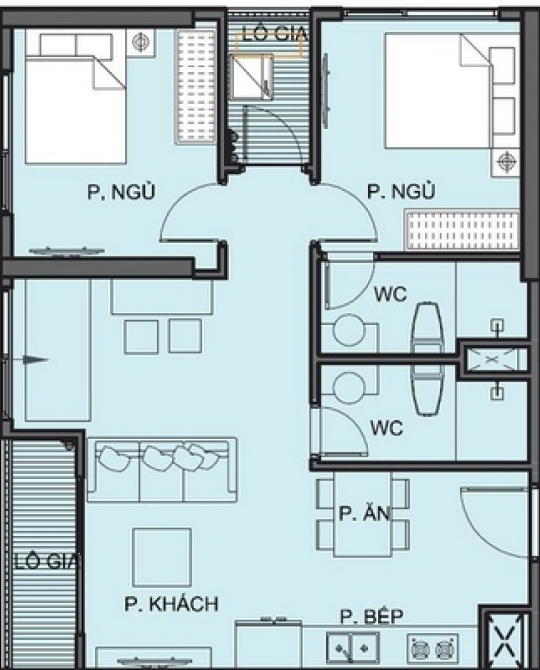 LÔ GIA
P. NGỦ
P. NGỦ
WC
WC
P. ĂN
LÔ GIA
P. KHÁCH
P. BẾP